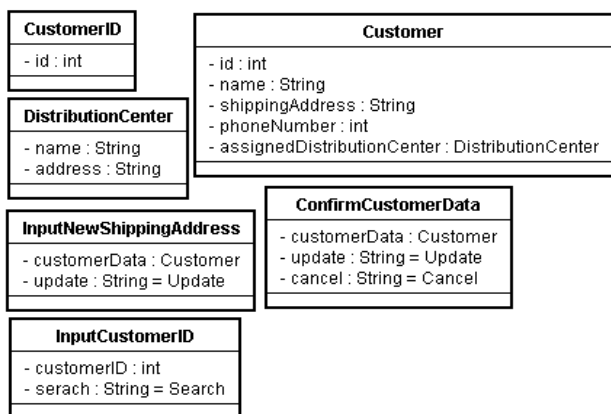 CustomerID
- id : int
Customer
- id : int
- name : String
- shippingAddress : String
- phoneNumber : int
- assignedDistributionCenter : DistributionCenter
DistributionCenter
- name : String
- address : String
InputNewShippingAddress
- customerData : Customer
- update : String = Update
ConfirmCustomerData
- customerData : Customer
- update : String = Update
- cancel : String = Cancel
InputCustomerID
- customerID : int
- serach : String = Search